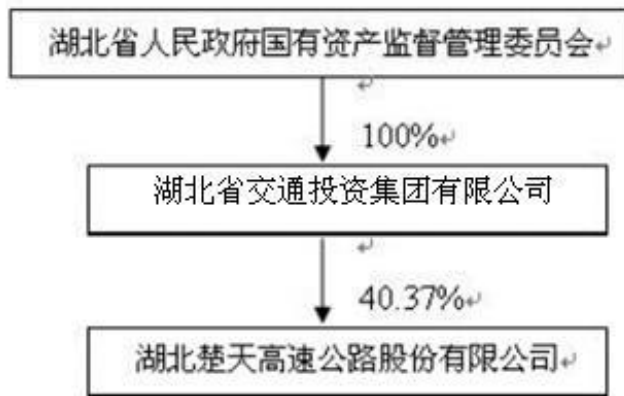 湖北省人民政府国有资产监督管理委员会
100%
湖北省交通投资集团有限公司
40.37%
湖北楚天高速公路股份有限公司